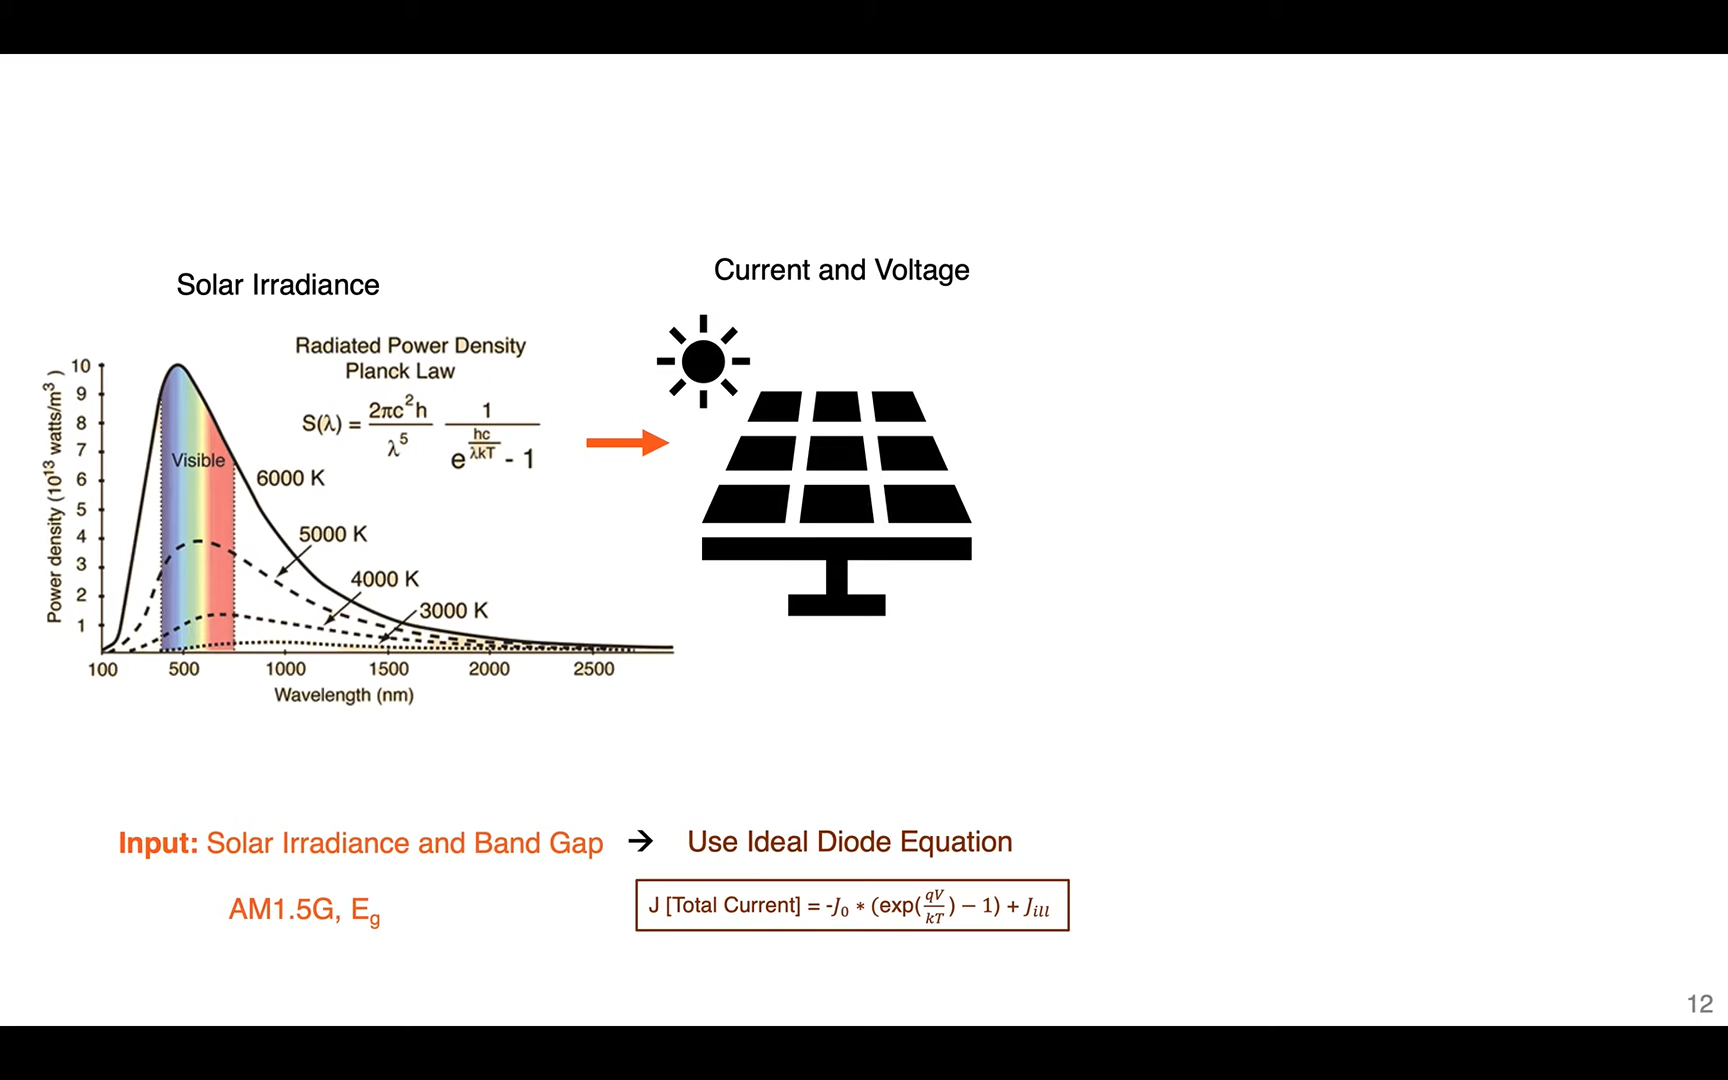 Solar Irradiance
Current and Voltage
Radiated Power Density
Planck Law
S(λ) = 2πc²h / λ⁵ 1 / e^(hc/λkT) - 1
Power density (10¹³ watts/m³)
10
9
8
7
6
5
4
3
2
1
Visible
6000 K
5000 K
4000 K
3000 K
100 500 1000 1500 2000 2500
Wavelength (nm)
Input: Solar Irradiance and Band Gap → Use Ideal Diode Equation
AM1.5G, E_g
J [Total Current] = -J₀ * (exp(qV/kT) − 1) + J_ill
12